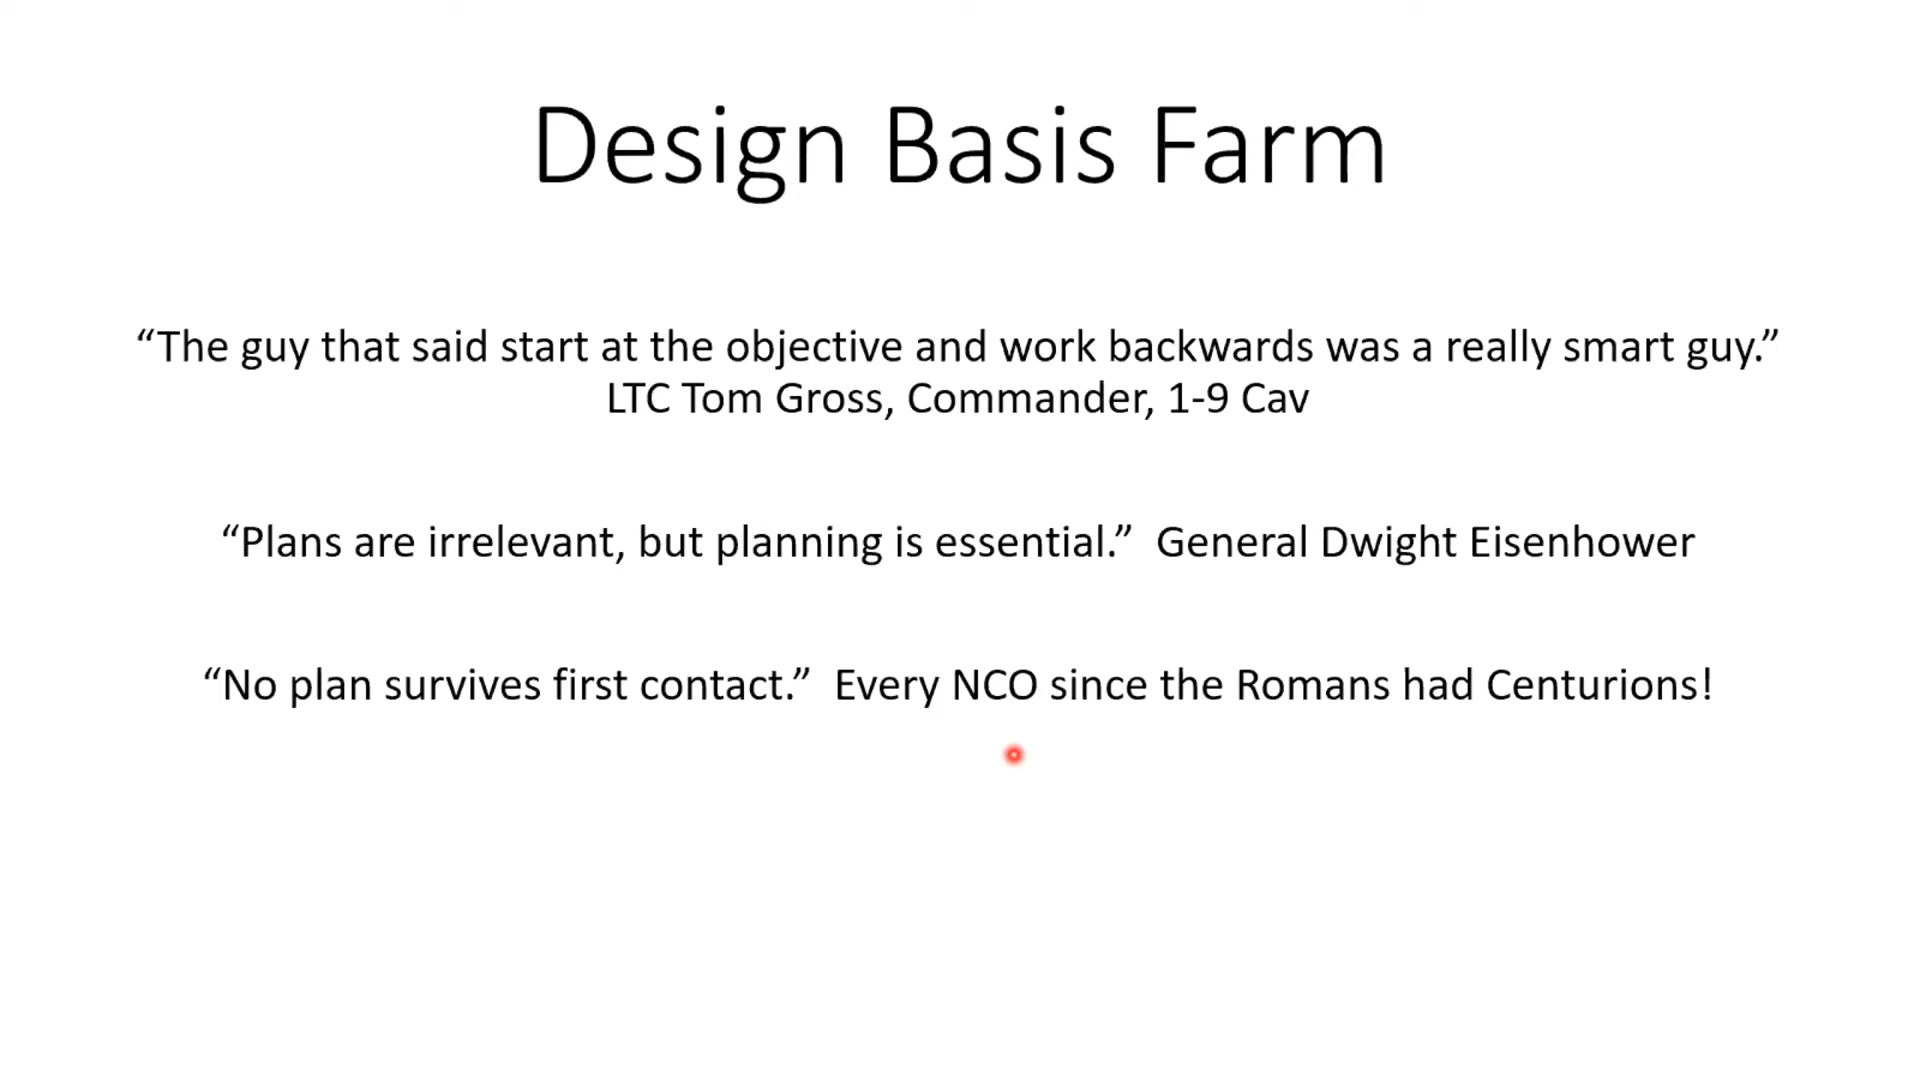 Design Basis Farm
“The guy that said start at the objective and work backwards was a really smart guy.”
LTC Tom Gross, Commander, 1-9 Cav
“Plans are irrelevant, but planning is essential.”  General Dwight Eisenhower
“No plan survives first contact.”  Every NCO since the Romans had Centurions!